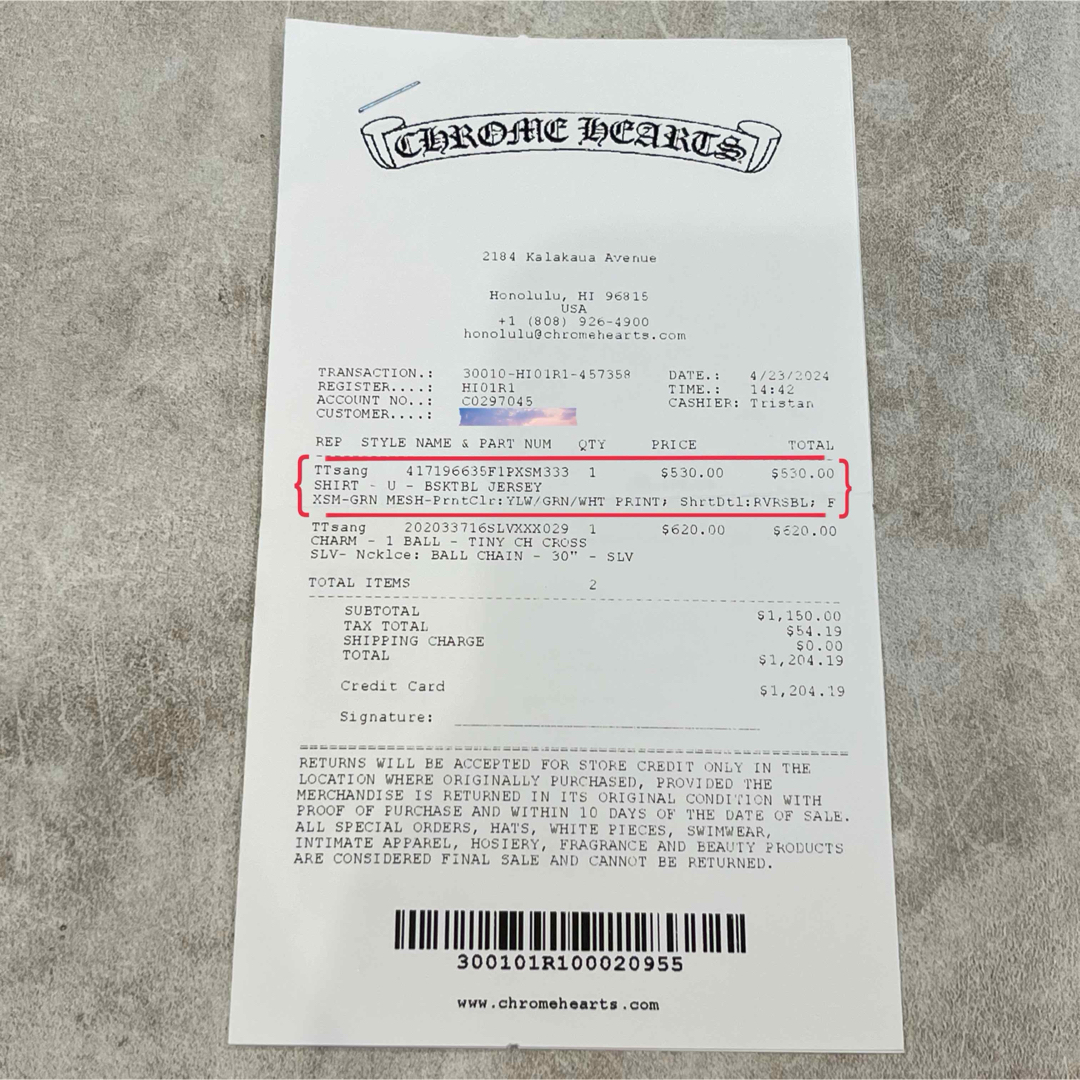 CHROME HEARTS
2184 Kalakaua Avenue
Honolulu, HI 96815
USA
+1 (808) 926-4900
honolulu@chromehearts.com
TRANSACTION.: 30010-HI01R1-457358 DATE.: 4/23/2024
REGISTER....: HI01R1 TIME.: 14:42
ACCOUNT NO..: C0297045 CASHIER: Tristan
CUSTOMER....:
REP STYLE NAME & PART NUM QTY PRICE TOTAL
TTsang 417196635F1PXSM333 1 $530.00 $530.00
SHIRT - U - BSKTBL JERSEY
XSM-GRN MESH-PrntClr:YLW/GRN/WHT PRINT; ShrtDtl:RVRSBL; F
TTsang 202033716SLVXXX029 1 $620.00 $620.00
CHARM - 1 BALL - TINY CH CROSS
SLV- Ncklce: BALL CHAIN - 30" - SLV
TOTAL ITEMS 2
SUBTOTAL $1,150.00
TAX TOTAL $54.19
SHIPPING CHARGE $0.00
TOTAL $1,204.19
Credit Card $1,204.19
Signature:
RETURNS WILL BE ACCEPTED FOR STORE CREDIT ONLY IN THE
LOCATION WHERE ORIGINALLY PURCHASED, PROVIDED THE
MERCHANDISE IS RETURNED IN ITS ORIGINAL CONDITION WITH
PROOF OF PURCHASE AND WITHIN 10 DAYS OF THE DATE OF SALE.
ALL SPECIAL ORDERS, HATS, WHITE PIECES, SWIMWEAR,
INTIMATE APPAREL, HOSIERY, FRAGRANCE AND BEAUTY PRODUCTS
ARE CONSIDERED FINAL SALE AND CANNOT BE RETURNED.
300101R100020955
www.chromehearts.com